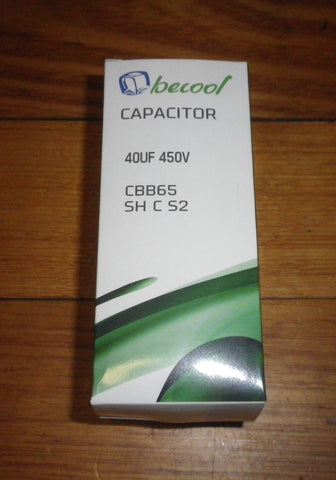 becool
CAPACITOR
40UF 450V
CBB65
SH C S2